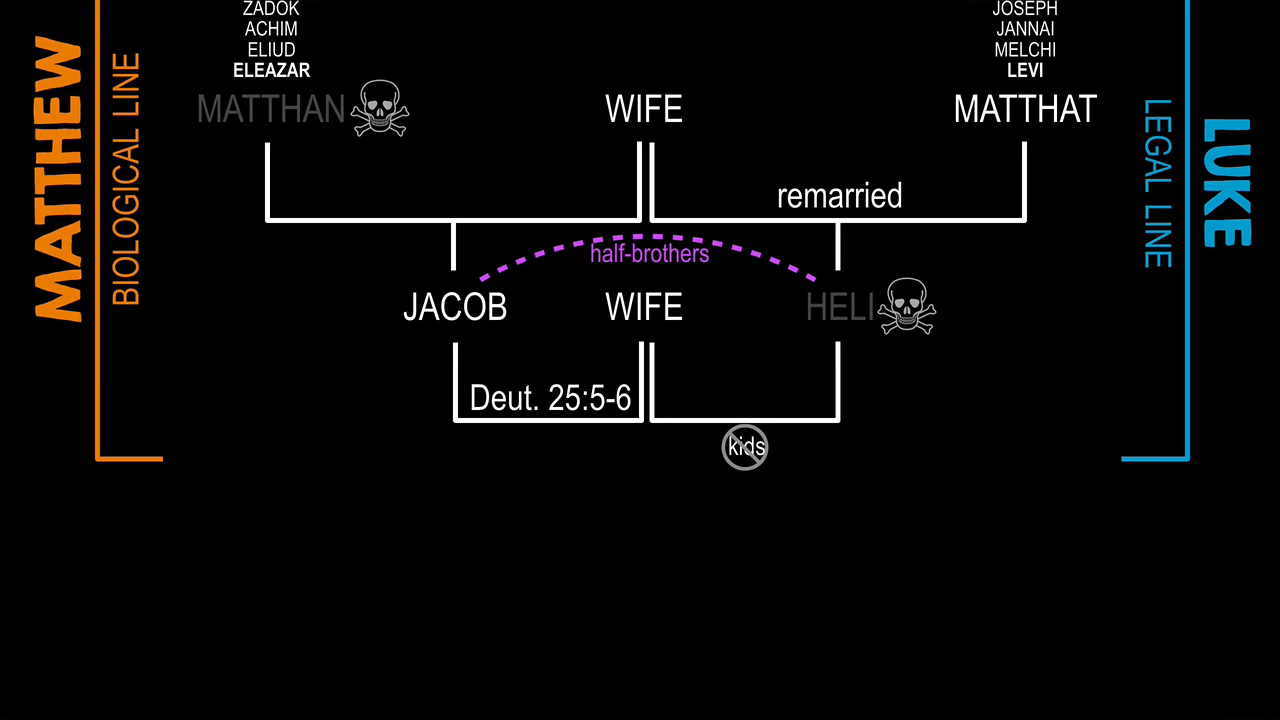 MATTHEW
BIOLOGICAL LINE
ZADOK
ACHIM
ELIUD
ELEAZAR
MATTHAN
WIFE
JOSEPH
JANNAI
MELCHI
LEVI
MATTHAT
LEGAL LINE
LUKE
remarried
half-brothers
JACOB
WIFE
HELI
Deut. 25:5-6
kids